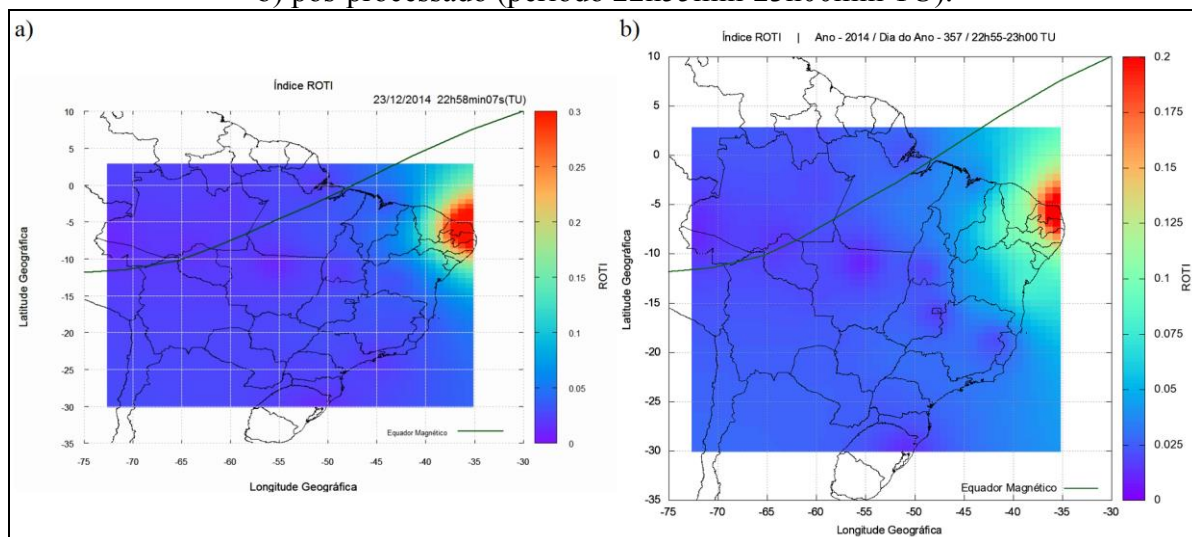 b) pós-processado (período 22h55min-23h00min TU).
a)
Índice ROTI
23/12/2014 22h58min07s(TU)
10
5
0
-5
-10
-15
-20
-25
-30
-35
Latitude Geográfica
-75 -70 -65 -60 -55 -50 -45 -40 -35 -30
Longitude Geográfica
Equador Magnético
0.3
0.25
0.2
0.15
0.1
0.05
0
ROTI
b)
Índice ROTI | Ano - 2014 / Dia do Ano - 357 / 22h55-23h00 TU
10
5
0
-5
-10
-15
-20
-25
-30
-35
Latitude Geográfica
-75 -70 -65 -60 -55 -50 -45 -40 -35 -30
Longitude Geográfica
Equador Magnético
0.2
0.175
0.15
0.125
0.1
0.075
0.05
0.025
0
ROTI